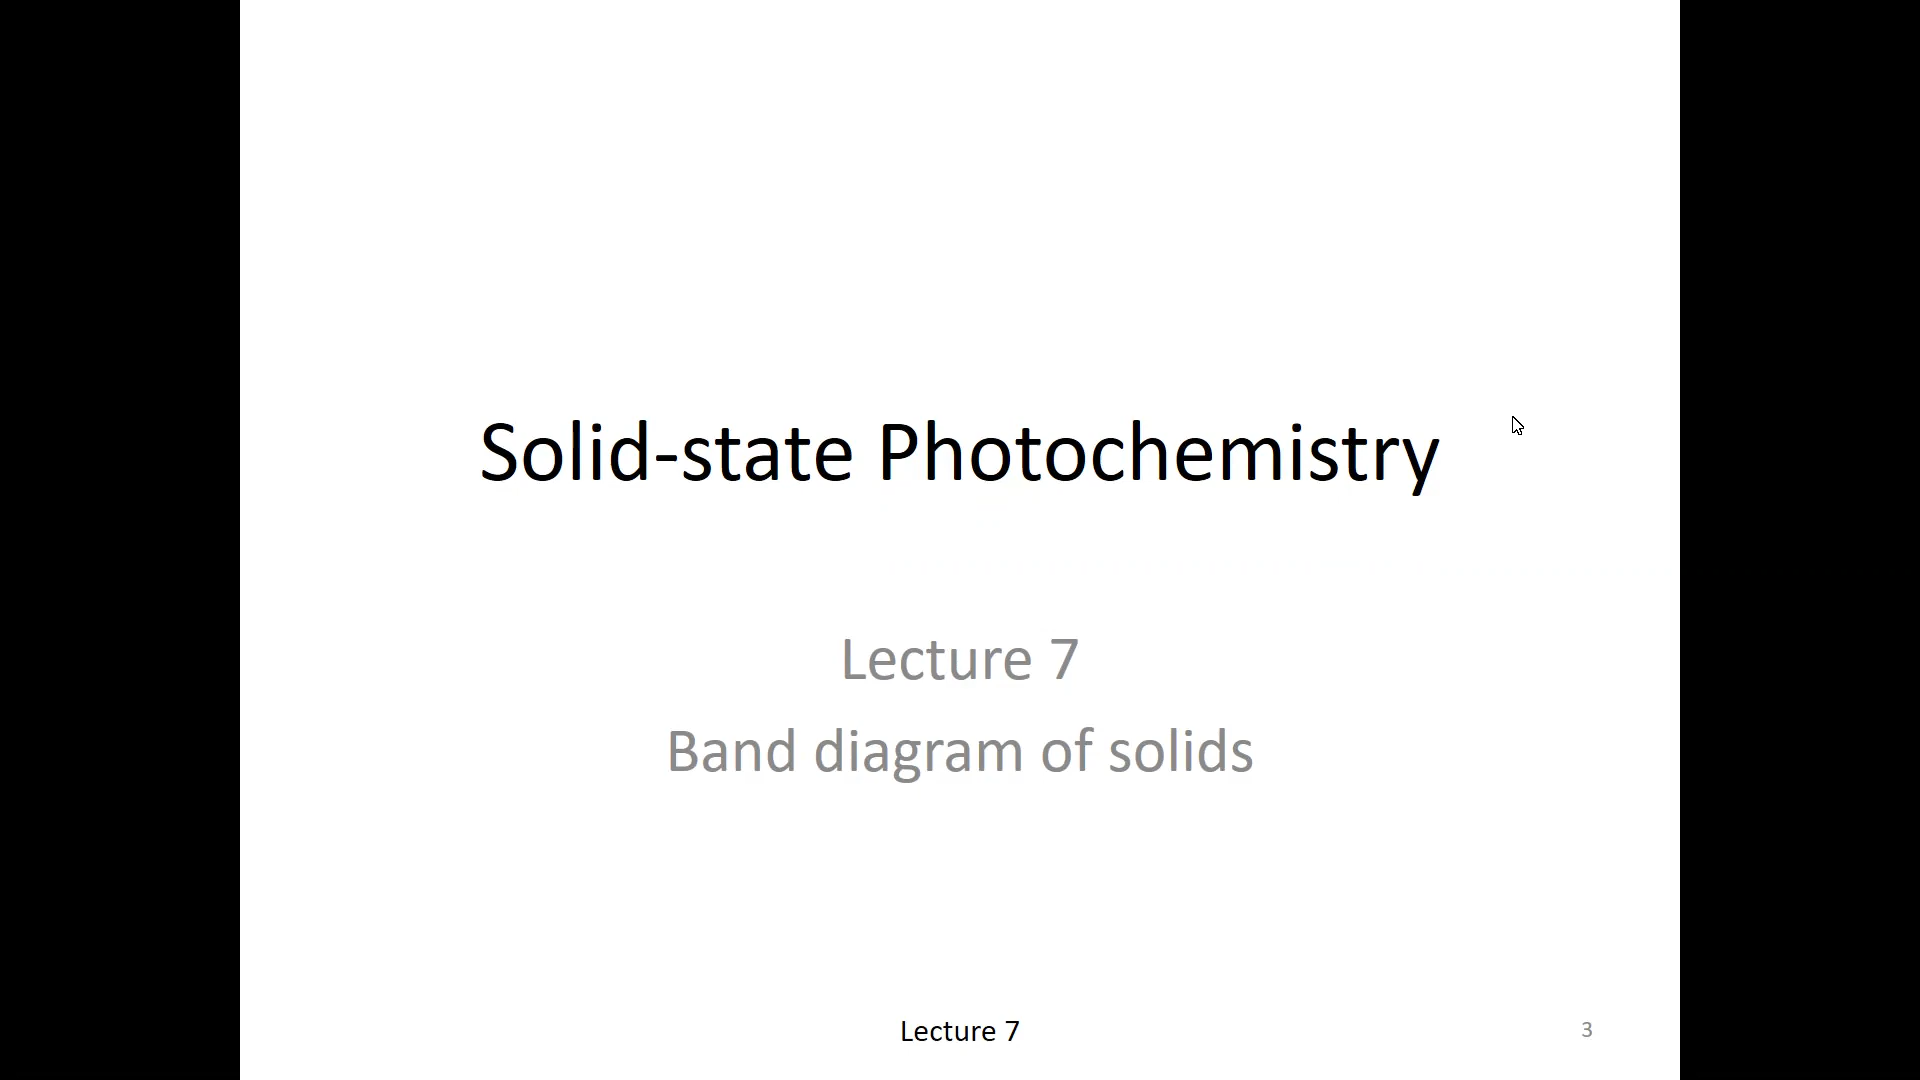 Solid-state Photochemistry
Lecture 7
Band diagram of solids
Lecture 7
3